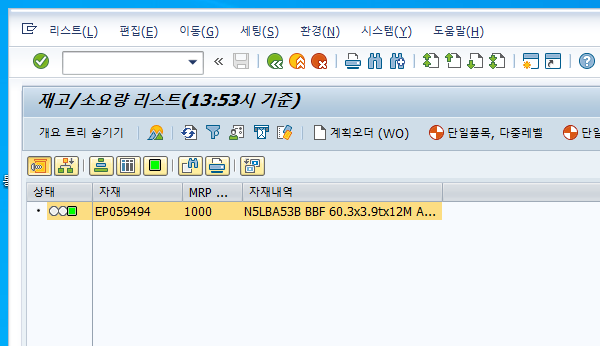 리스트(L) 편집(E) 이동(G) 세팅(S) 환경(N) 시스템(Y) 도움말(H)
재고/소요량 리스트(13:53시 기준)
개요 트리 숨기기 계획오더 (WO) 단일품목, 다중레벨 단일
상태 자재 MRP ... 자재내역
EP059494 1000 N5LBA53B BBF 60.3x3.9tx12M A...